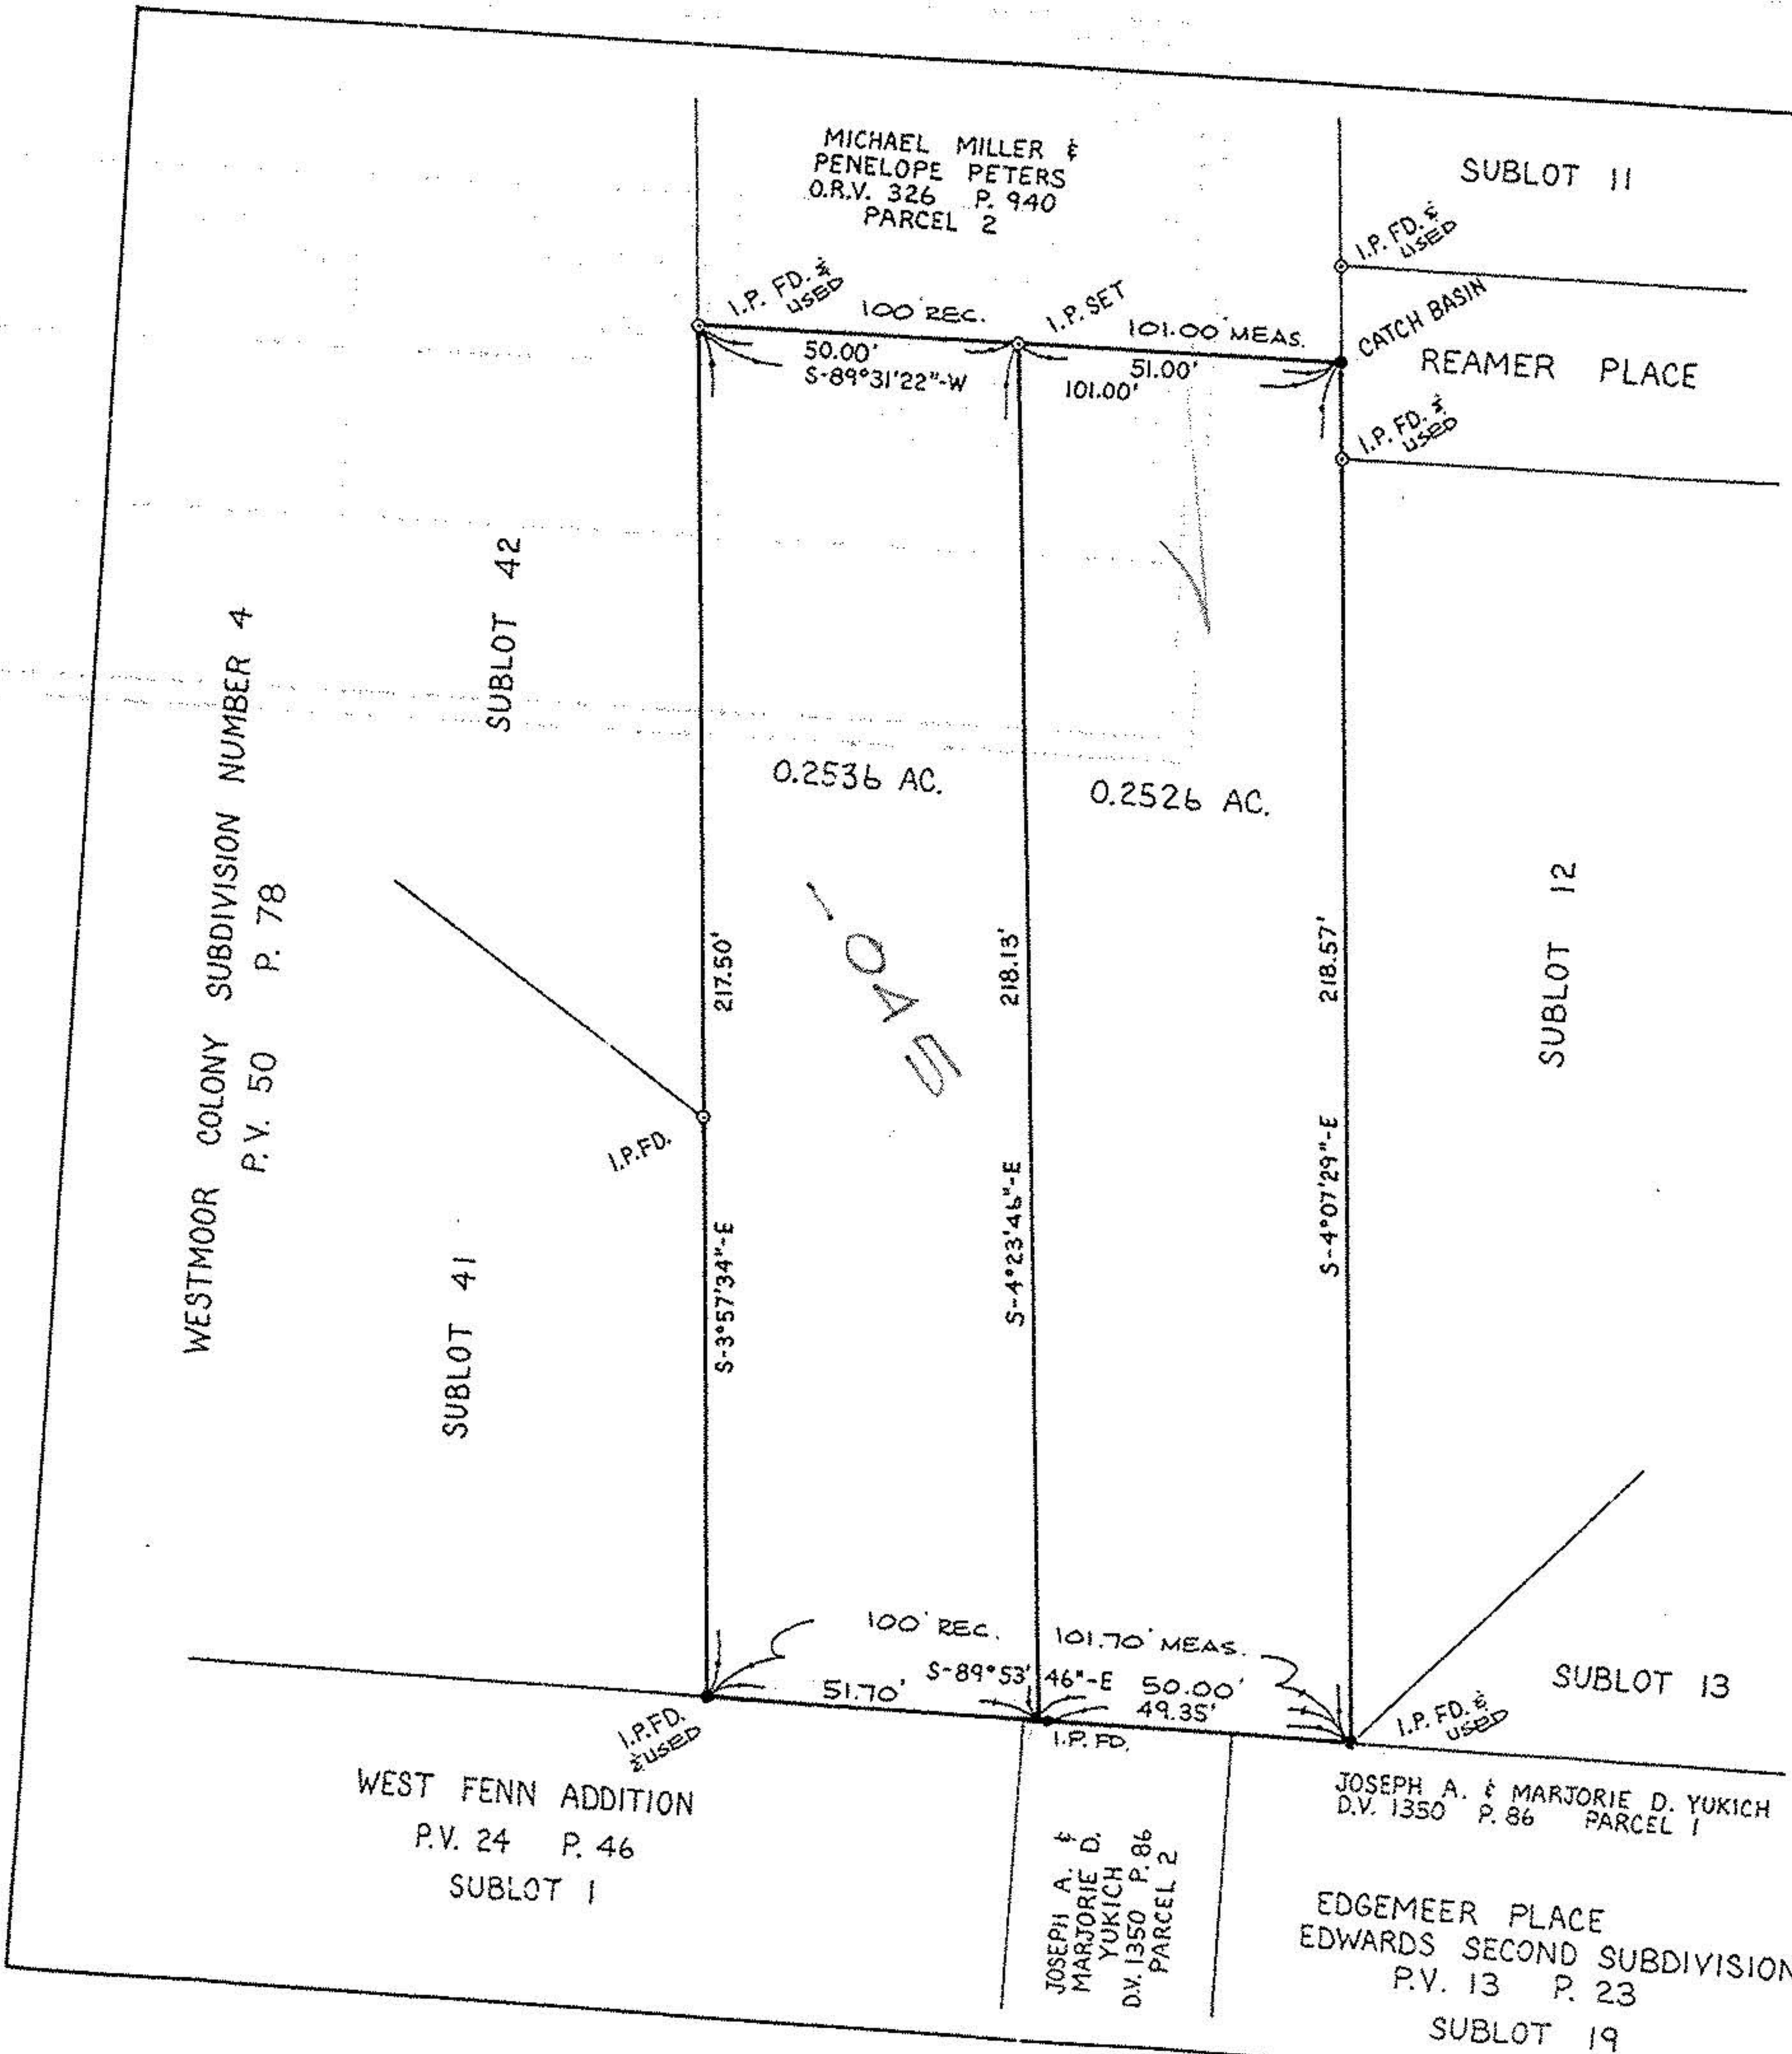 MICHAEL MILLER &
PENELOPE PETERS
O.R.V. 326 P. 940
PARCEL 2
SUBLOT 11
I.P. FD. &
USED
I.P. FD. &
USED
100' REC.
I.P. SET
101.00' MEAS.
CATCH BASIN
50.00'
S-89°31'22"-W
51.00'
101.00'
REAMER PLACE
I.P. FD. &
USED
SUBLOT 42
WESTMOOR COLONY SUBDIVISION NUMBER 4
P.V. 50 P. 78
0.2536 AC.
0.2526 AC.
SUBLOT 12
217.50'
218.13'
218.57'
I.P.FD.
S-3°57'34"-E
S-4°23'46"-E
S-4°07'29"-E
SUBLOT 41
100' REC.
101.70' MEAS.
S-89°53'46"-E
51.70'
50.00'
49.35'
SUBLOT 13
I.P.FD.
& USED
I.P. FD.
I.P. FD. &
USED
WEST FENN ADDITION
P.V. 24 P. 46
SUBLOT 1
JOSEPH A. &
MARJORIE D.
YUKICH
D.V. 1350 P. 86
PARCEL 2
JOSEPH A. & MARJORIE D. YUKICH
D.V. 1350 P. 86 PARCEL 1
EDGEMEER PLACE
EDWARDS SECOND SUBDIVISION
P.V. 13 P. 23
SUBLOT 19